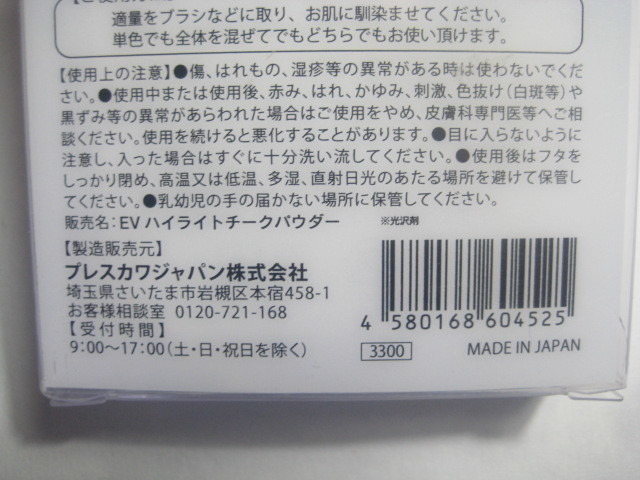 適量をブラシなどに取り、お肌に馴染ませてください。
単色でも全体を混ぜてでもどちらでもお使い頂けます。
【使用上の注意】●傷、はれもの、湿疹等の異常がある時は使わないでくだ
さい。●使用中または使用後、赤み、はれ、かゆみ、刺激、色抜け(白斑等)や
黒ずみ等の異常があらわれた場合はご使用をやめ、皮膚科専門医等へご相
談ください。使用を続けると悪化することがあります。●目に入らないように
注意し、入った場合はすぐに十分洗い流してください。●使用後はフタを
しっかり閉め、高温又は低温、多湿、直射日光のあたる場所を避けて保管し
てください。●乳幼児の手の届かない場所に保管してください。
販売名:EV ハイライトチークパウダー ※光沢剤
【製造販売元】
プレスカワジャパン株式会社
埼玉県さいたま市岩槻区本宿458-1
お客様相談室 0120-721-168
【受付時間】
9:00〜17:00(土・日・祝日を除く)
4 580168 604525
3300 MADE IN JAPAN